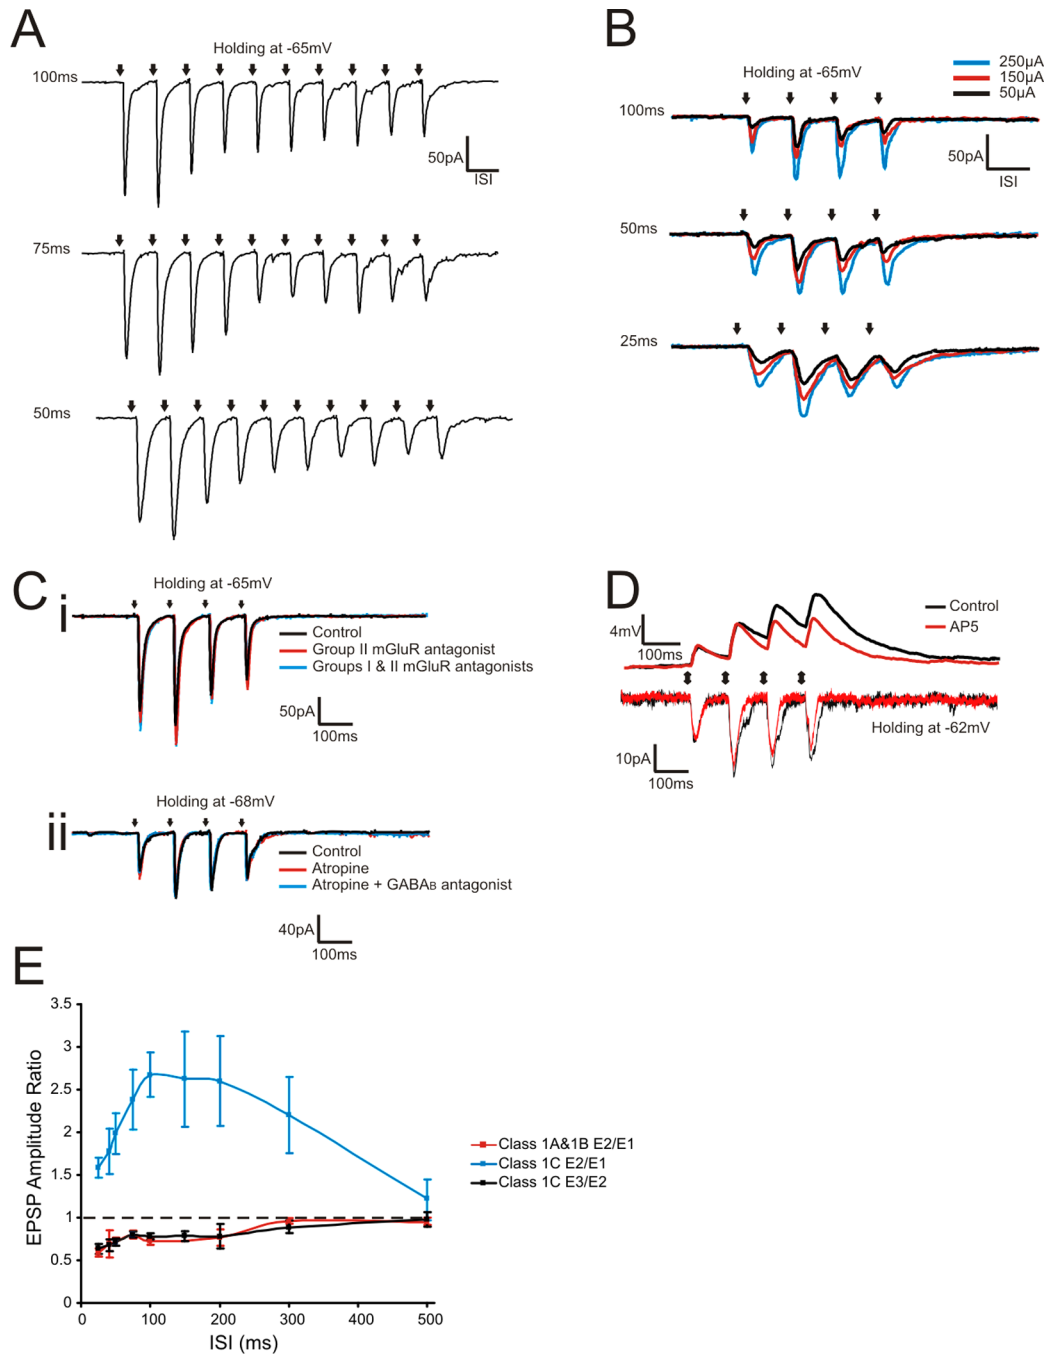 A
Holding at -65mV
100ms
50pA
ISI
75ms
50ms
B
250µA
150µA
50µA
Holding at -65mV
100ms
50pA
ISI
50ms
25ms
C
i
Holding at -65mV
Control
Group II mGluR antagonist
Groups I & II mGluR antagonists
50pA
100ms
ii
Holding at -68mV
Control
Atropine
Atropine + GABAB antagonist
40pA
100ms
D
Control
AP5
4mV
100ms
Holding at -62mV
10pA
100ms
E
EPSP Amplitude Ratio
3.5
3
2.5
2
1.5
1
0.5
0
0 100 200 300 400 500
ISI (ms)
Class 1A&1B E2/E1
Class 1C E2/E1
Class 1C E3/E2